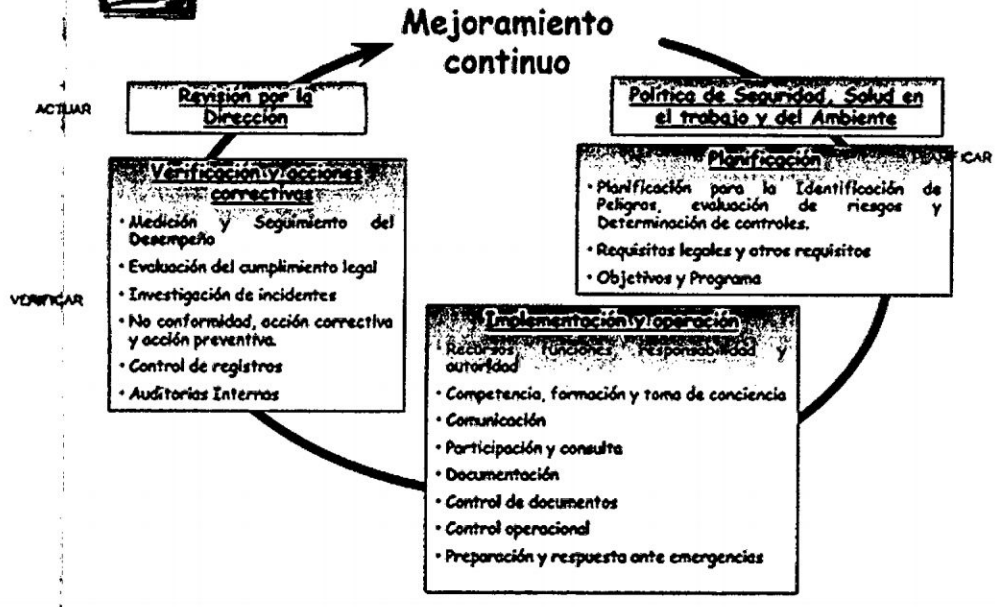 Mejoramiento
continuo
ACTUAR
Revisión por la
Dirección
Política de Seguridad, Salud en
el trabajo y del Ambiente
Verificación y acciones
correctivas
• Medición y Seguimiento del
Desempeño
• Evaluación del cumplimiento legal
• Investigación de incidentes
• No conformidad, acción correctiva
y acción preventiva.
• Control de registros
• Auditorias Internas
VERIFICAR
Planificación
• Planificación para la Identificación de
Peligros, evaluación de riesgos y
Determinación de controles.
• Requisitos legales y otros requisitos
• Objetivos y Programa
Implementación y operación
• Recursos funciones, responsabilidad y
autoridad
• Competencia, formación y toma de conciencia
• Comunicación
• Participación y consulta
• Documentación
• Control de documentos
• Control operacional
• Preparación y respuesta ante emergencias